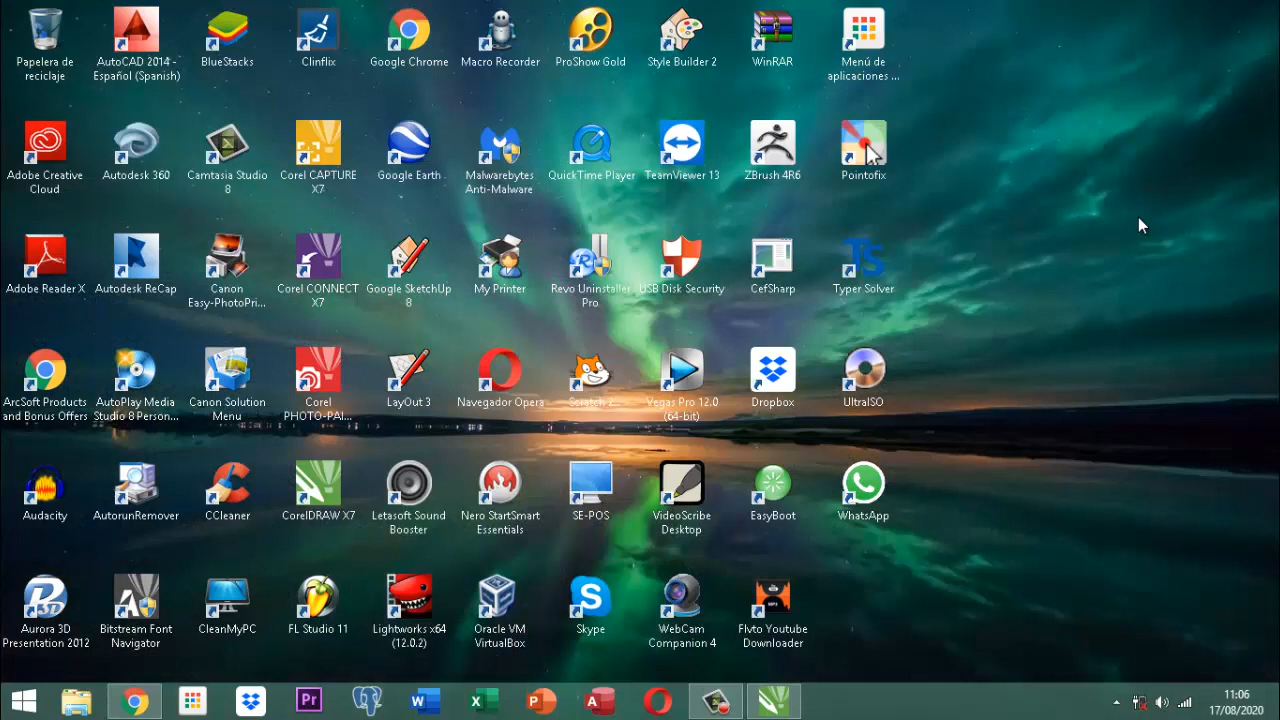 Papelera de
reciclaje
AutoCAD 2014 -
Español (Spanish)
BlueStacks
Clinflix
Google Chrome
Macro Recorder
ProShow Gold
Style Builder 2
WinRAR
Menú de
aplicaciones ...
Adobe Creative
Cloud
Autodesk 360
Camtasia Studio
8
Corel CAPTURE
X7
Google Earth
Malwarebytes
Anti-Malware
QuickTime Player
TeamViewer 13
ZBrush 4R6
Pointofix
Adobe Reader X
Autodesk ReCap
Canon
Easy-PhotoPri...
Corel CONNECT
X7
Google SketchUp
8
My Printer
Revo Uninstaller
Pro
USB Disk Security
CefSharp
TS
Typer Solver
ArcSoft Products
and Bonus Offers
AutoPlay Media
Studio 8 Person...
Canon Solution
Menu
Corel
PHOTO-PAI...
LayOut 3
Navegador Opera
Scratch 2
Vegas Pro 12.0
(64-bit)
Dropbox
UltraISO
Audacity
AutorunRemover
CCleaner
CorelDRAW X7
Letasoft Sound
Booster
Nero StartSmart
Essentials
SE-POS
VideoScribe
Desktop
EasyBoot
WhatsApp
Aurora 3D
Presentation 2012
Bitstream Font
Navigator
CleanMyPC
FL Studio 11
Lightworks x64
(12.0.2)
Oracle VM
VirtualBox
Skype
WebCam
Companion 4
Flvto Youtube
Downloader
Pr
11:06
17/08/2020